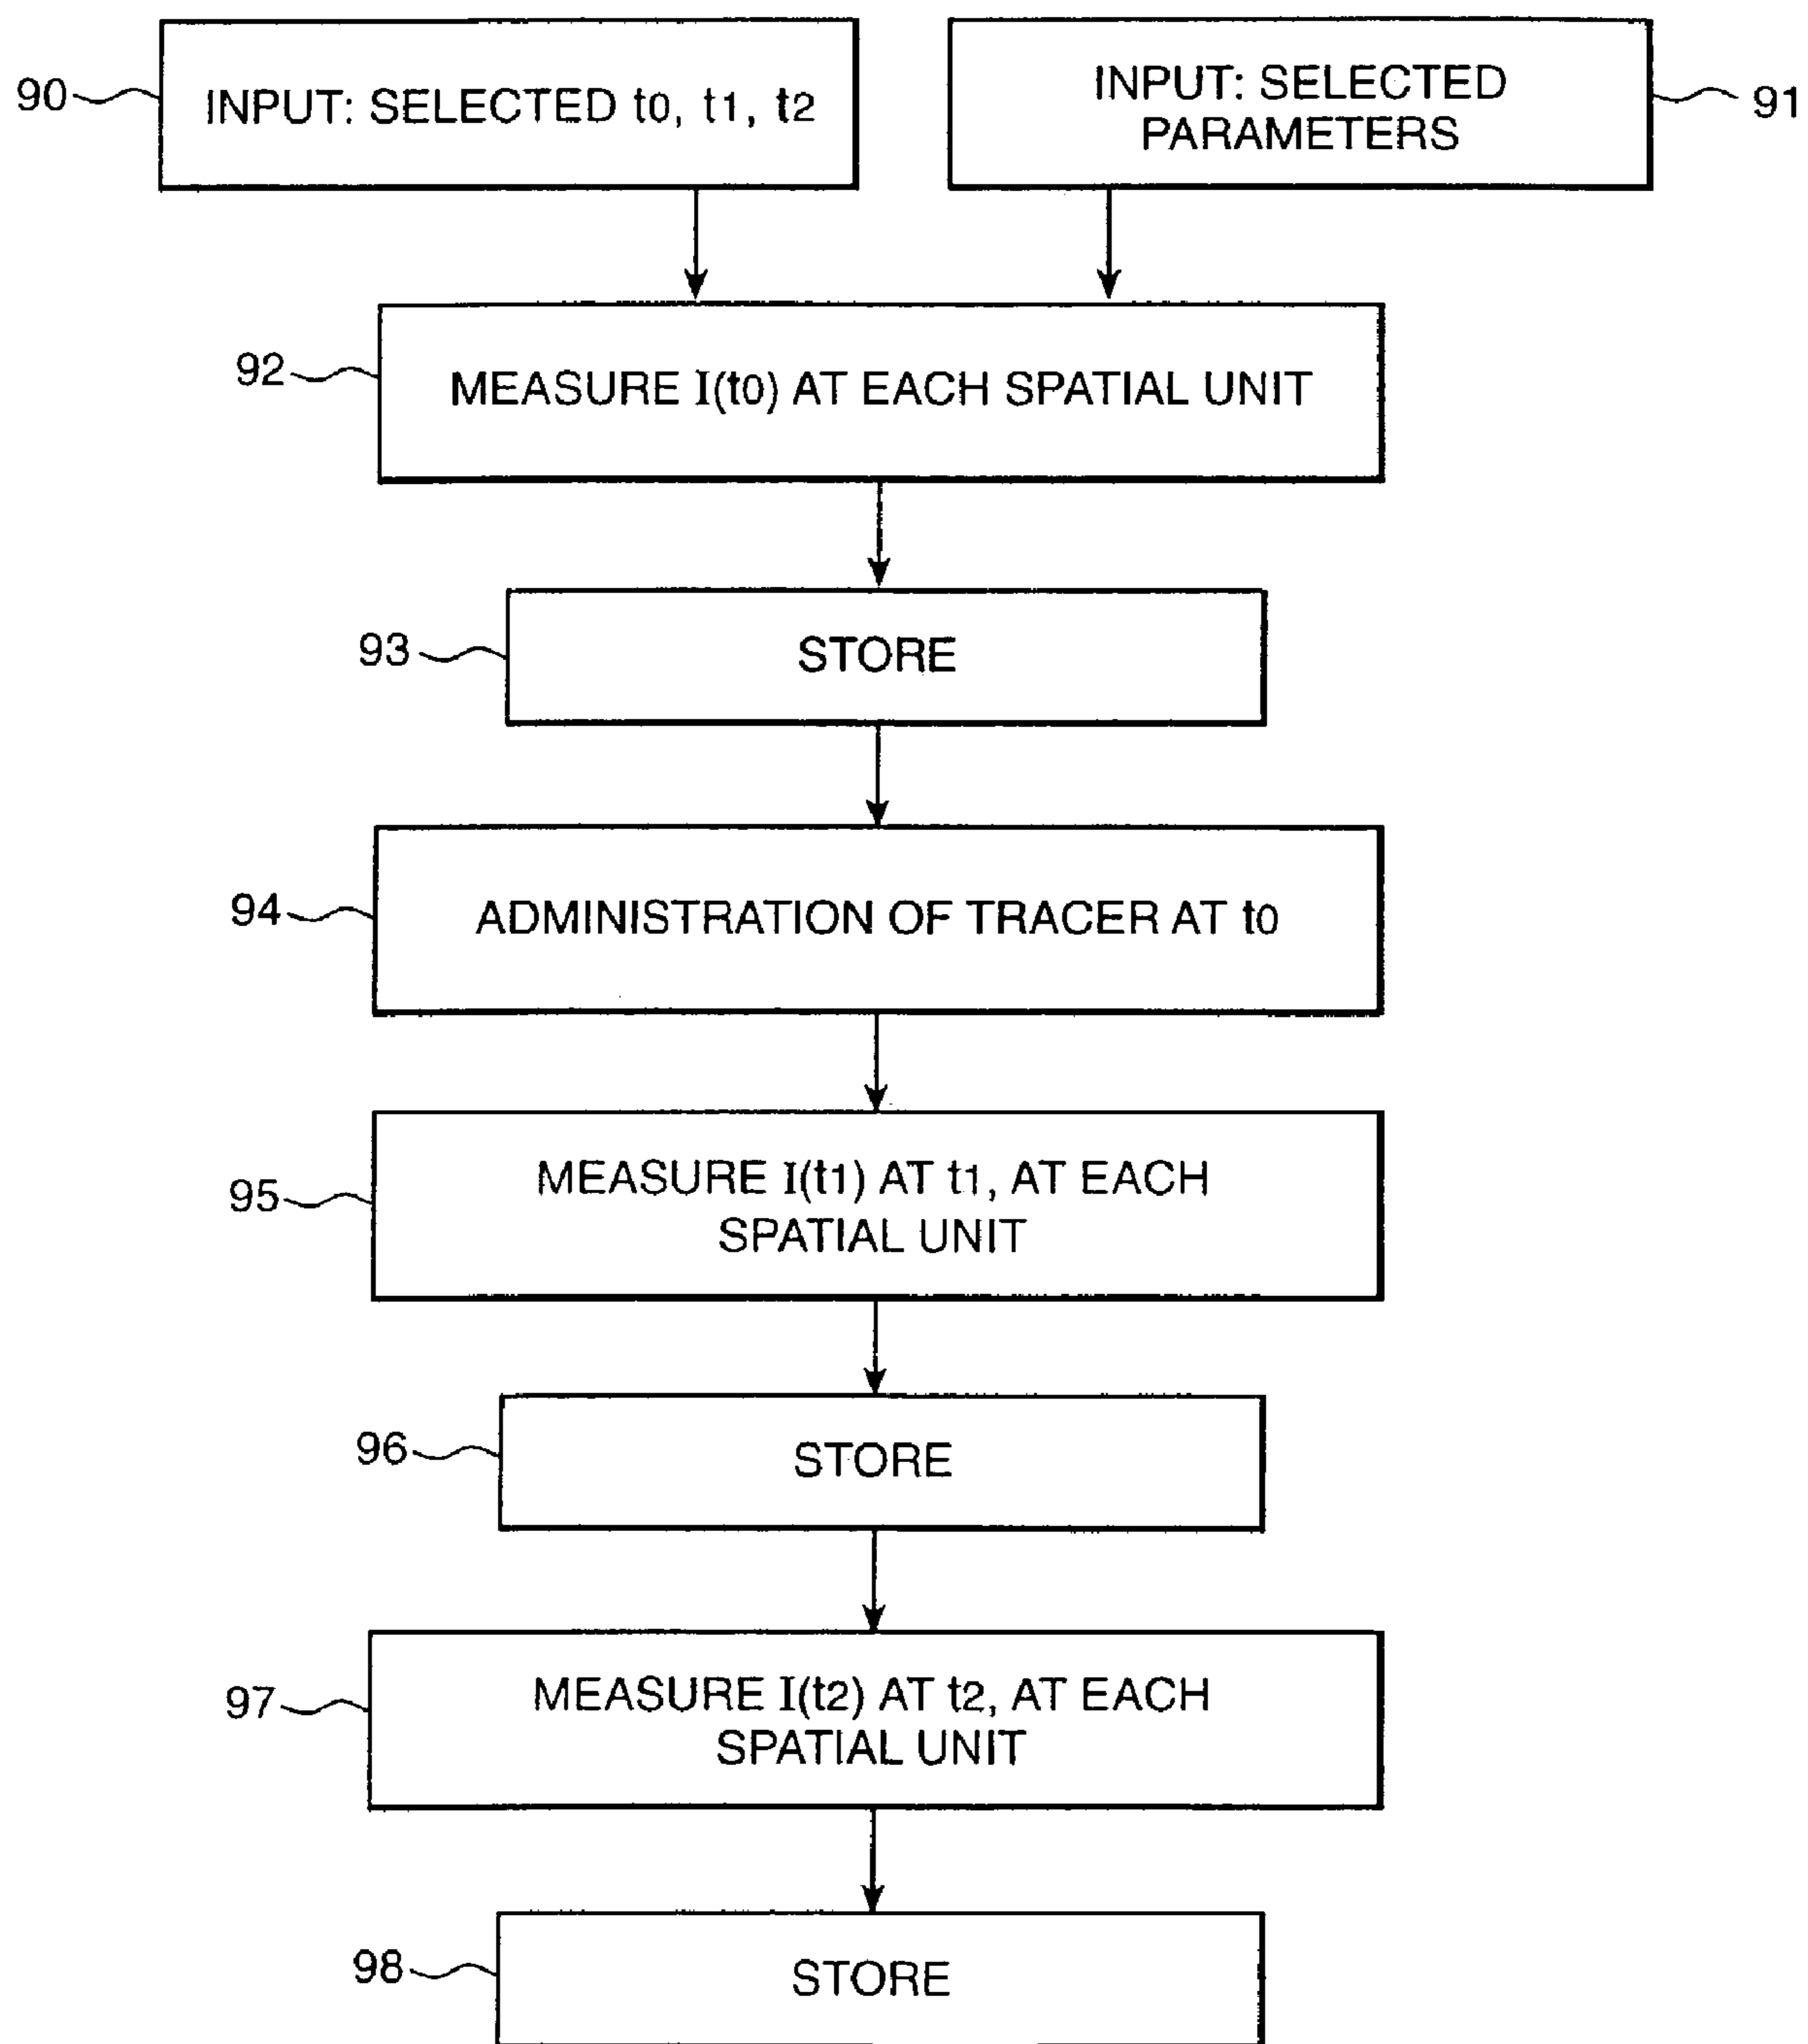 90
INPUT: SELECTED t0, t1, t2
INPUT: SELECTED
PARAMETERS
91
92
MEASURE I(t0) AT EACH SPATIAL UNIT
93
STORE
94
ADMINISTRATION OF TRACER AT t0
95
MEASURE I(t1) AT t1, AT EACH
SPATIAL UNIT
96
STORE
97
MEASURE I(t2) AT t2, AT EACH
SPATIAL UNIT
98
STORE